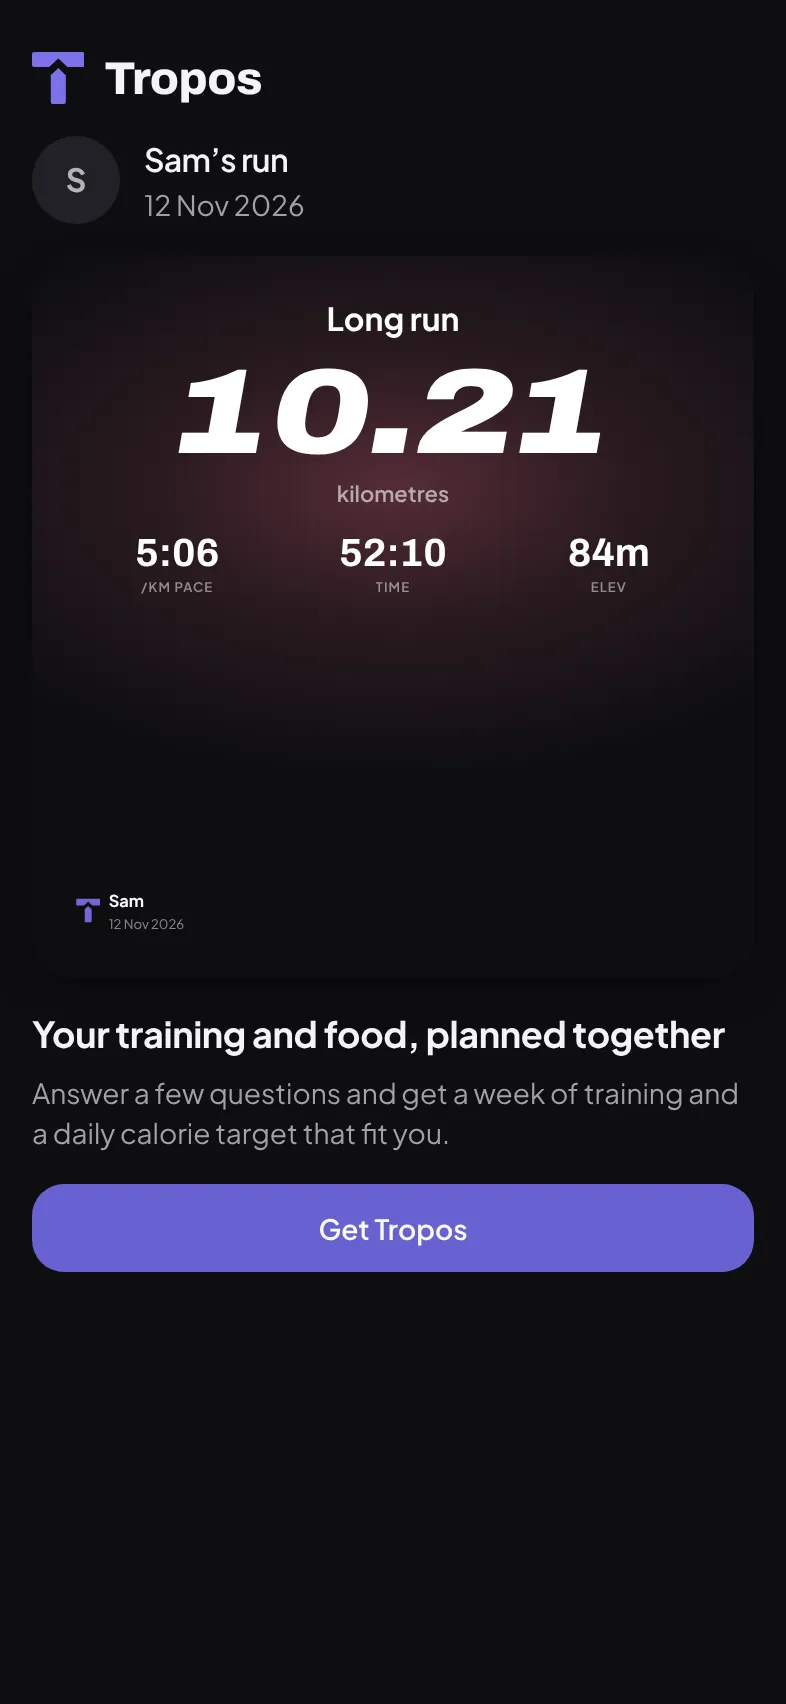 Tropos
S
Sam’s run
12 Nov 2026
Long run
10.21
kilometres
5:06 52:10 84m
/KM PACE TIME ELEV
Sam
12 Nov 2026
Your training and food, planned together
Answer a few questions and get a week of training and
a daily calorie target that fit you.
Get Tropos